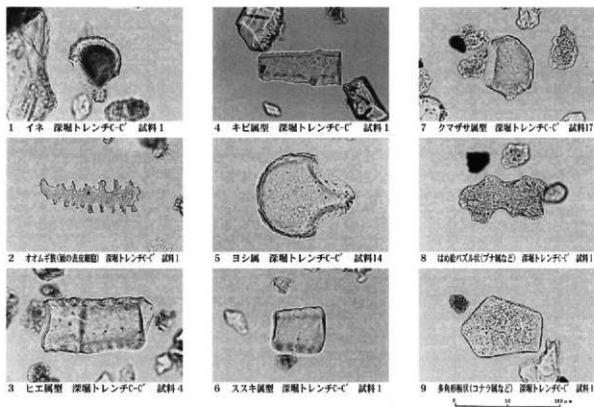 1 イネ 深堀トレンチC-C' 試料1
4 キビ属型 深堀トレンチC-C' 試料1
7 クマザサ属型 深堀トレンチC-C' 試料17
2 オオムギ族(穎の表皮細胞) 深堀トレンチC-C' 試料1
5 ヨシ属 深堀トレンチC-C' 試料14
8 はめ絵パズル状(ブナ属など) 深堀トレンチC-C' 試料1
3 ヒエ属型 深堀トレンチC-C' 試料4
6 ススキ属型 深堀トレンチC-C' 試料1
9 多角形板状(コナラ属など) 深堀トレンチC-C' 試料1
0 50 100μm